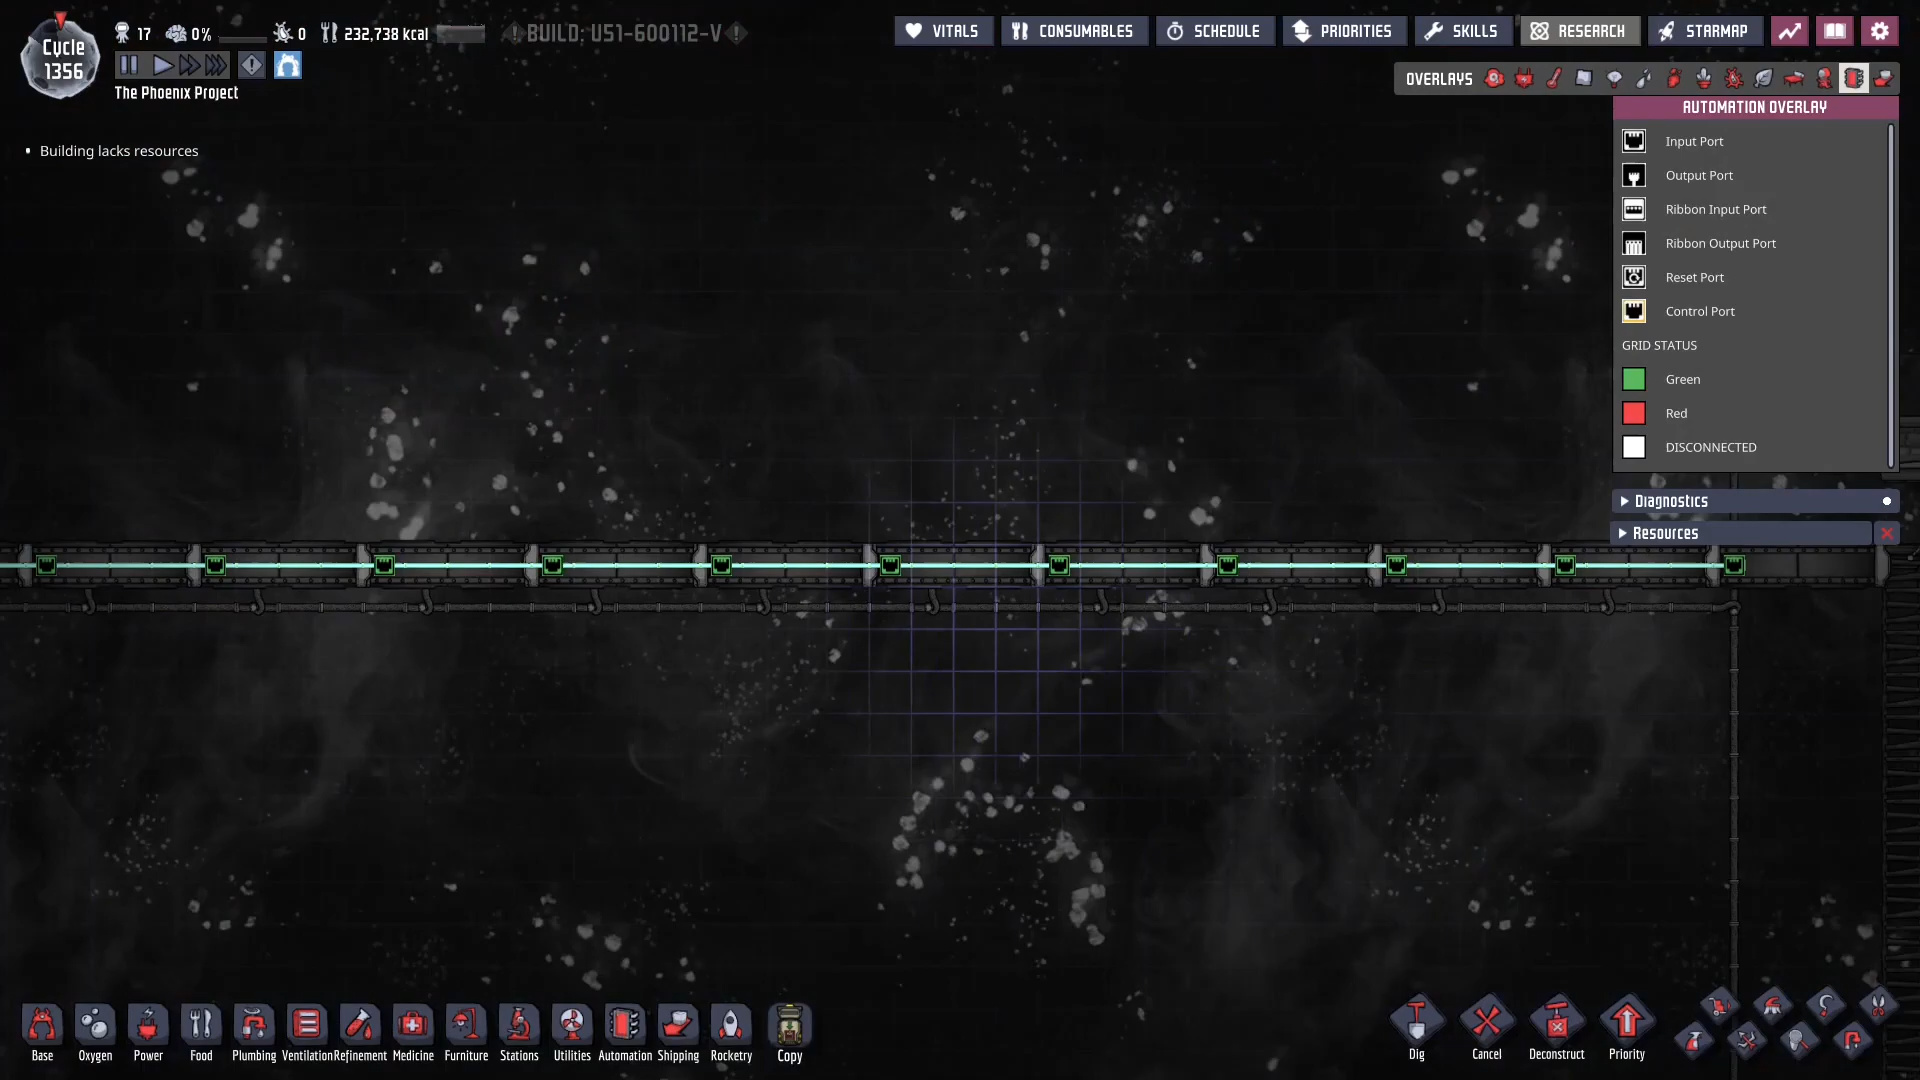 Cycle
1356
17
0%
0
232,738 kcal
BUILD: U51-600112-V
The Phoenix Project
Building lacks resources
VITALS
CONSUMABLES
SCHEDULE
PRIORITIES
SKILLS
RESEARCH
STARMAP
OVERLAYS
AUTOMATION OVERLAY
Input Port
Output Port
Ribbon Input Port
Ribbon Output Port
Reset Port
Control Port
GRID STATUS
Green
Red
DISCONNECTED
Diagnostics
Resources
Base
Oxygen
Power
Food
Plumbing
Ventilation
Refinement
Medicine
Furniture
Stations
Utilities
Automation
Shipping
Rocketry
Copy
Dig
Cancel
Deconstruct
Priority